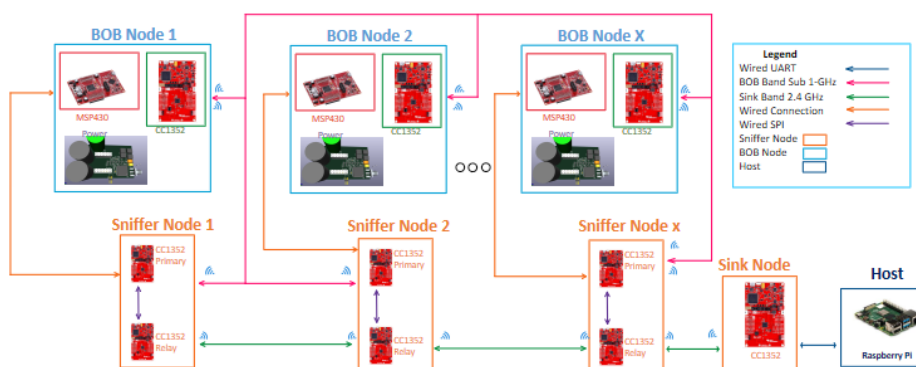 BOB Node 1
BOB Node 2
BOB Node X
MSP430
CC1352
Power
MSP430
CC1352
Power
MSP430
CC1352
Power
Legend
Wired UART
BOB Band Sub 1-GHz
Sink Band 2.4 GHz
Wired Connection
Wired SPI
Sniffer Node
BOB Node
Host
Sniffer Node 1
Sniffer Node 2
Sniffer Node x
Sink Node
Host
CC1352
Primary
CC1352
Relay
CC1352
Primary
CC1352
Relay
CC1352
Primary
CC1352
Relay
CC1352
Raspberry Pi